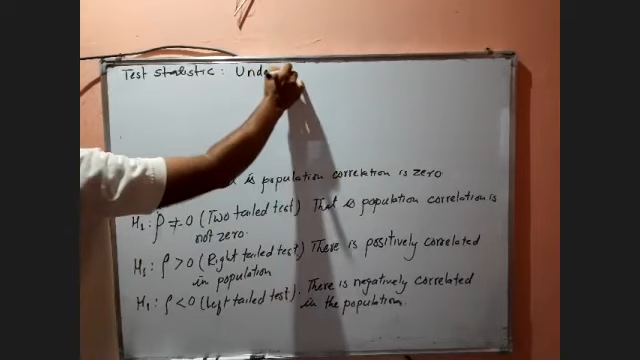 Test statistic : Unde
is population correlation is zero
H1 : ρ ≠ 0 (Two tailed test) That is population correlation is
not zero.
H1 : ρ > 0 (Right tailed test) There is positively correlated
in population
H1 : ρ < 0 (Left tailed test). There is negatively correlated
in the population.